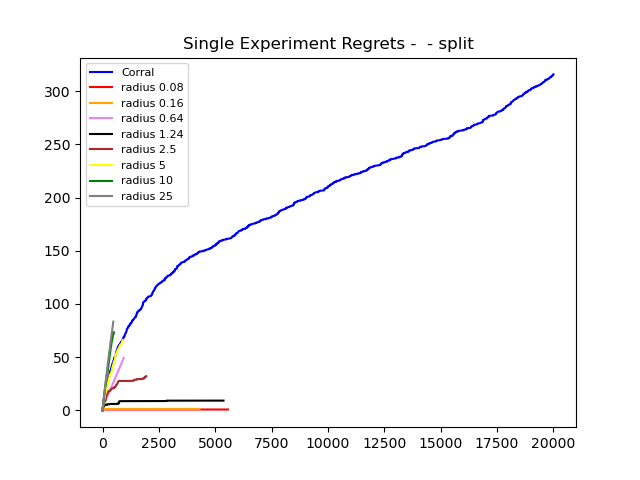 Single Experiment Regrets -  - split
Corral
radius 0.08
radius 0.16
radius 0.64
radius 1.24
radius 2.5
radius 5
radius 10
radius 25
300
250
200
150
100
50
0
0 2500 5000 7500 10000 12500 15000 17500 20000